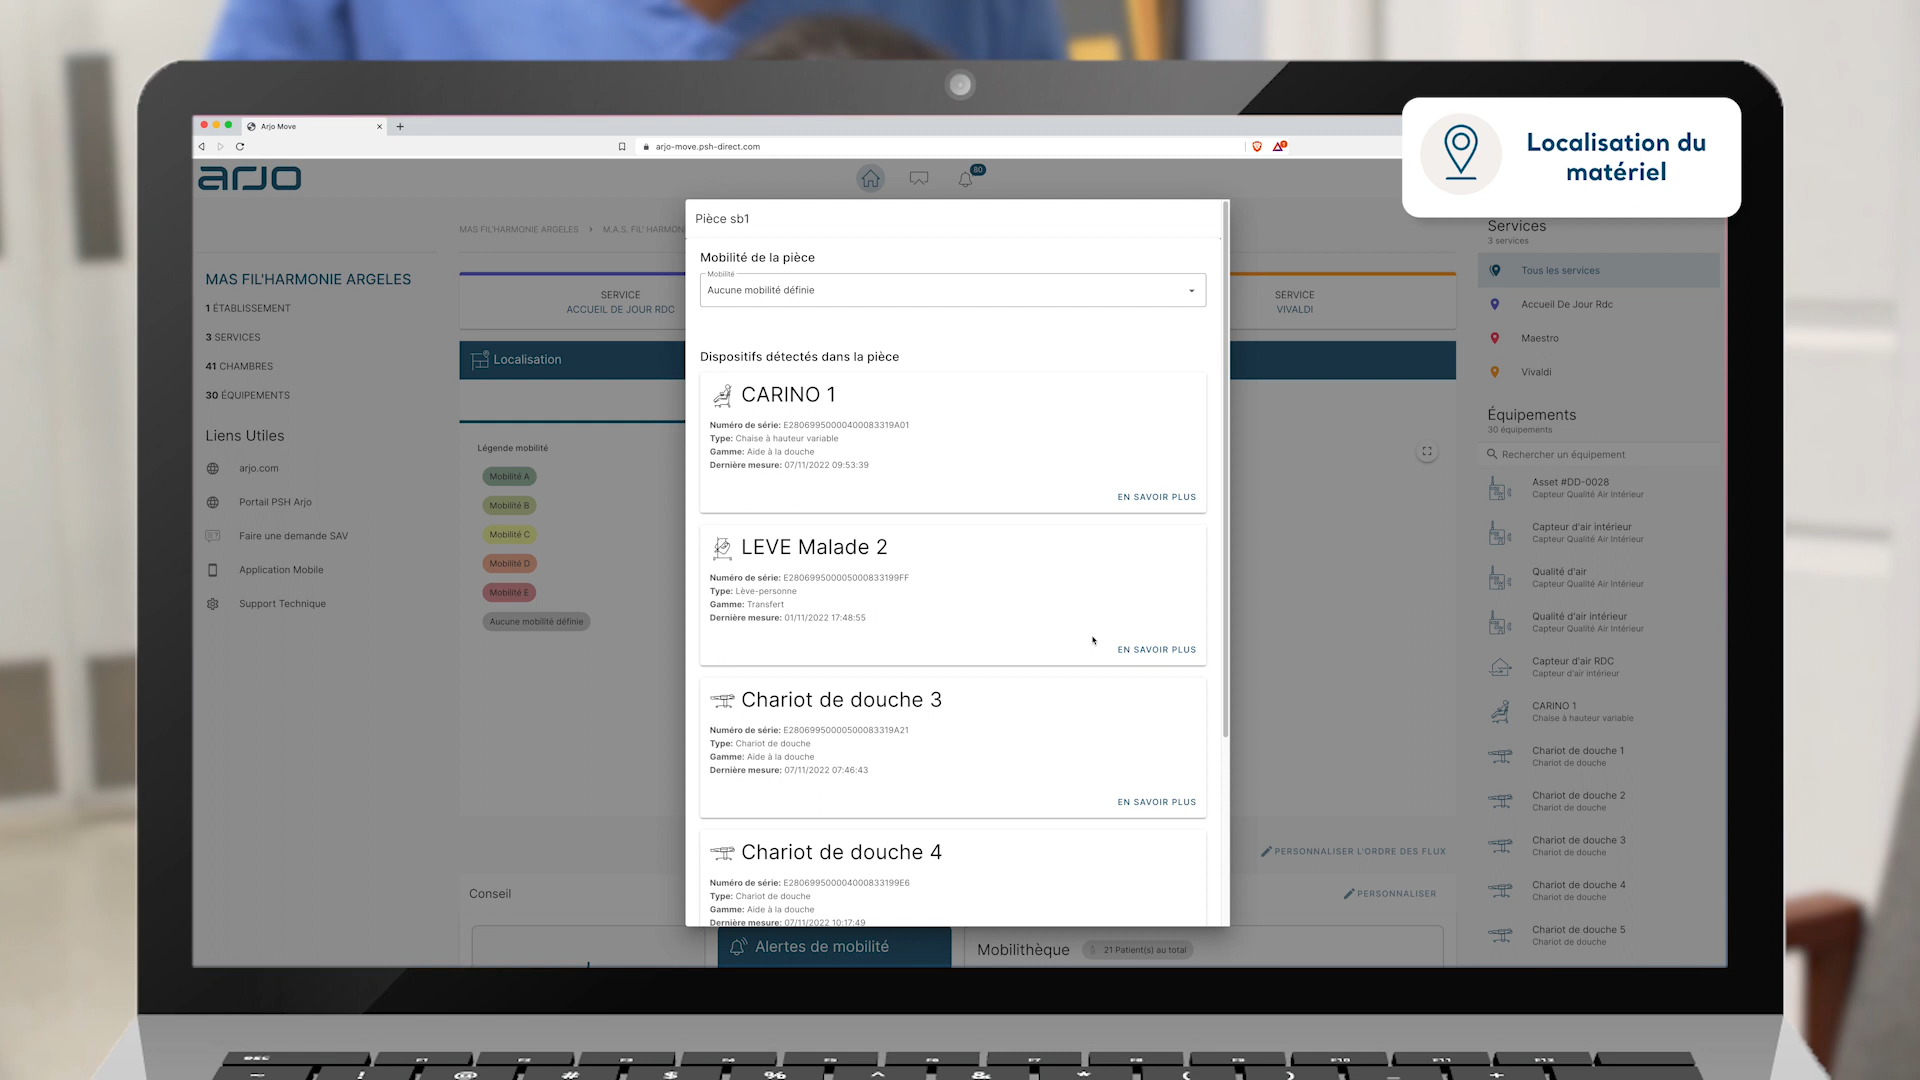 Localisation du
matériel
Arjo Move
arjo-move.psh-direct.com
arjo
80
MAS FIL'HARMONIE ARGELES
1 ÉTABLISSEMENT
3 SERVICES
41 CHAMBRES
30 ÉQUIPEMENTS
Liens Utiles
arjo.com
Portail PSH Arjo
Faire une demande SAV
Application Mobile
Support Technique
MAS FIL'HARMONIE ARGELES > M.A.S. FIL' HARMON
SERVICE
ACCUEIL DE JOUR RDC
SERVICE
VIVALDI
Localisation
Légende mobilité
Mobilité A
Mobilité B
Mobilité C
Mobilité D
Mobilité E
Aucune mobilité définie
Pièce sb1
Mobilité de la pièce
Mobilité
Aucune mobilité définie
Dispositifs détectés dans la pièce
CARINO 1
Numéro de série: E28069950000400083319A01
Type: Chaise à hauteur variable
Gamme: Aide à la douche
Dernière mesure: 07/11/2022 09:53:39
EN SAVOIR PLUS
LEVE Malade 2
Numéro de série: E280699500005000833199FF
Type: Lève-personne
Gamme: Transfert
Dernière mesure: 01/11/2022 17:48:55
EN SAVOIR PLUS
Chariot de douche 3
Numéro de série: E28069950000500083319A21
Type: Chariot de douche
Gamme: Aide à la douche
Dernière mesure: 07/11/2022 07:46:43
EN SAVOIR PLUS
Chariot de douche 4
Numéro de série: E280699500004000833199E6
Type: Chariot de douche
Gamme: Aide à la douche
Dernière mesure: 07/11/2022 10:17:49
PERSONNALISER L'ORDRE DES FLUX
Conseil
PERSONNALISER
Alertes de mobilité
Mobilithèque
21 Patient(s) au total
Services
3 services
Tous les services
Accueil De Jour Rdc
Maestro
Vivaldi
Équipements
30 équipements
Rechercher un équipement
Asset #DD-0028
Capteur Qualité Air Intérieur
Capteur d'air intérieur
Capteur Qualité Air Intérieur
Qualité d'air
Capteur Qualité Air Intérieur
Qualité d'air intérieur
Capteur Qualité Air Intérieur
Capteur d'air RDC
Capteur d'air intérieur
CARINO 1
Chaise à hauteur variable
Chariot de douche 1
Chariot de douche
Chariot de douche 2
Chariot de douche
Chariot de douche 3
Chariot de douche
Chariot de douche 4
Chariot de douche
Chariot de douche 5
Chariot de douche